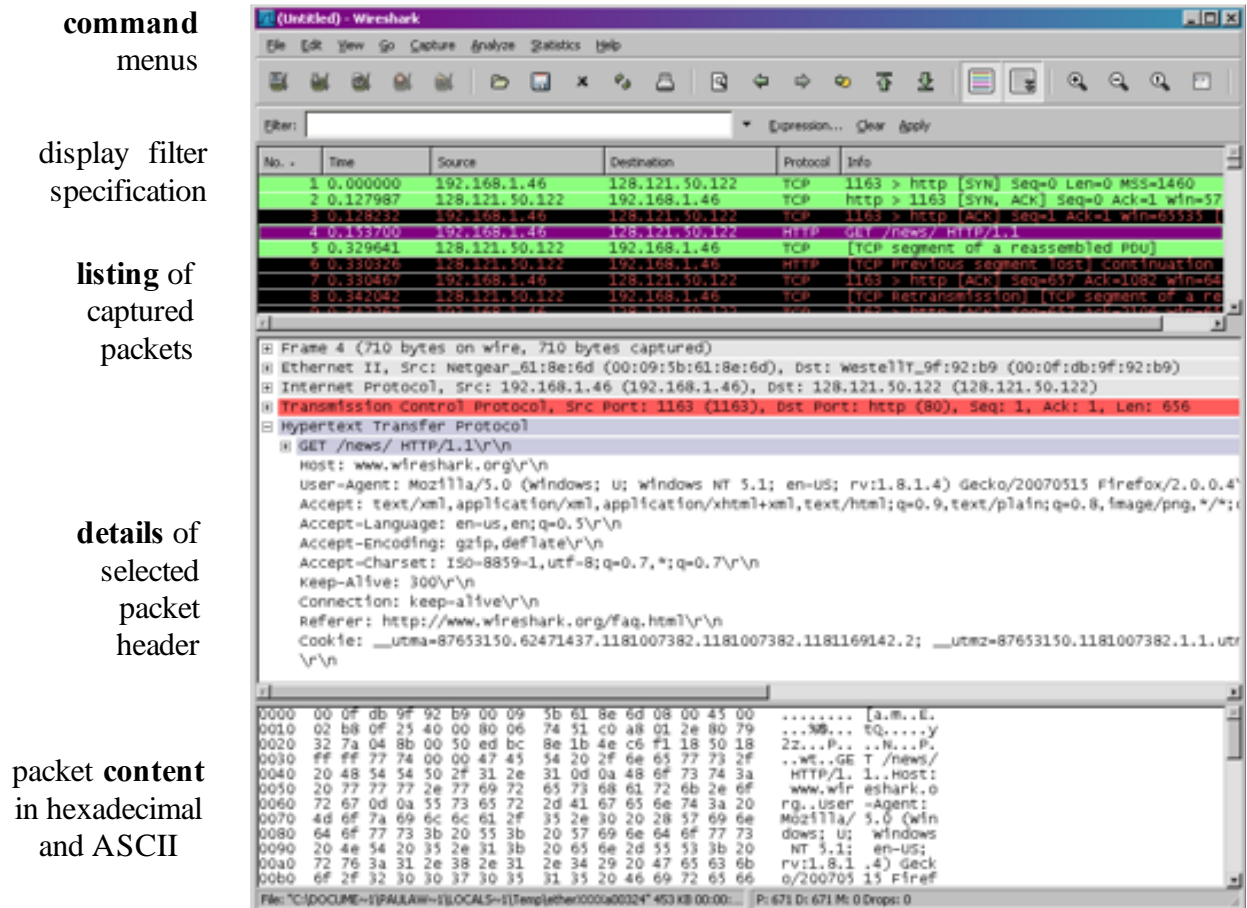 command
menus
display filter
specification
listing of
captured
packets
details of
selected
packet
header
packet content
in hexadecimal
and ASCII
(Untitled) - Wireshark
File Edit View Go Capture Analyze Statistics Help
Filter: Expression... Clear Apply
No. Time Source Destination Protocol Info
1 0.000000 192.168.1.46 128.121.50.122 TCP 1163 > http [SYN] Seq=0 Len=0 MSS=1460
2 0.127987 128.121.50.122 192.168.1.46 TCP http > 1163 [SYN, ACK] Seq=0 Ack=1 Win=57
3 0.128232 192.168.1.46 128.121.50.122 TCP 1163 > http [ACK] Seq=1 Ack=1 Win=65535 [
4 0.153700 192.168.1.46 128.121.50.122 HTTP GET /news/ HTTP/1.1
5 0.329641 128.121.50.122 192.168.1.46 TCP [TCP segment of a reassembled PDU]
6 0.330326 128.121.50.122 192.168.1.46 HTTP [TCP Previous segment lost] Continuation
7 0.330467 192.168.1.46 128.121.50.122 TCP 1163 > http [ACK] Seq=657 Ack=1082 Win=64
8 0.342042 128.121.50.122 192.168.1.46 TCP [TCP Retransmission] [TCP segment of a re
Frame 4 (710 bytes on wire, 710 bytes captured)
Ethernet II, Src: Netgear_61:8e:6d (00:09:5b:61:8e:6d), Dst: WestellT_9f:92:b9 (00:0f:db:9f:92:b9)
Internet Protocol, Src: 192.168.1.46 (192.168.1.46), Dst: 128.121.50.122 (128.121.50.122)
Transmission Control Protocol, Src Port: 1163 (1163), Dst Port: http (80), Seq: 1, Ack: 1, Len: 656
Hypertext Transfer Protocol
GET /news/ HTTP/1.1\r\n
Host: www.wireshark.org\r\n
User-Agent: Mozilla/5.0 (Windows; U; Windows NT 5.1; en-US; rv:1.8.1.4) Gecko/20070515 Firefox/2.0.0.4
Accept: text/xml,application/xml,application/xhtml+xml,text/html;q=0.9,text/plain;q=0.8,image/png,*/*;
Accept-Language: en-us,en;q=0.5\r\n
Accept-Encoding: gzip,deflate\r\n
Accept-Charset: ISO-8859-1,utf-8;q=0.7,*;q=0.7\r\n
Keep-Alive: 300\r\n
Connection: keep-alive\r\n
Referer: http://www.wireshark.org/faq.html\r\n
Cookie: __utma=87653150.62471437.1181007382.1181007382.1181169142.2; __utmz=87653150.1181007382.1.1.utm
\r\n
0000 00 0f db 9f 92 b9 00 09 5b 61 8e 6d 08 00 45 00 ........ [a.m..E.
0010 02 b8 0f 25 40 00 80 06 74 51 c0 a8 01 2e 80 79 ...%@... tQ.....y
0020 32 7a 04 8b 00 50 ed bc 8e 1b 4e c6 f1 18 50 18 2z...P.. ..N...P.
0030 ff ff 77 74 00 00 47 45 54 20 2f 6e 65 77 73 2f ..wt..GE T /news/
0040 20 48 54 54 50 2f 31 2e 31 0d 0a 48 6f 73 74 3a HTTP/1. 1..Host:
0050 20 77 77 77 2e 77 69 72 65 73 68 61 72 6b 2e 6f www.wir eshark.o
0060 72 67 0d 0a 55 73 65 72 2d 41 67 65 6e 74 3a 20 rg..User -Agent:
0070 4d 6f 7a 69 6c 6c 61 2f 35 2e 30 20 28 57 69 6e Mozilla/ 5.0 (Win
0080 64 6f 77 73 3b 20 55 3b 20 57 69 6e 64 6f 77 73 dows; U; Windows
0090 20 4e 54 20 35 2e 31 3b 20 65 6e 2d 55 53 3b 20 NT 5.1; en-US;
00a0 72 76 3a 31 2e 38 2e 31 2e 34 29 20 47 65 63 6b rv:1.8.1 .4) Geck
00b0 6f 2f 32 30 30 37 30 35 31 35 20 46 69 72 65 66 o/200705 15 Firef
File: "C:\DOCUME~1\PAULAW~1\LOCALS~1\Temp\etherXXXXa00324" 453 KB 00:00:... P: 671 D: 671 M: 0 Drops: 0